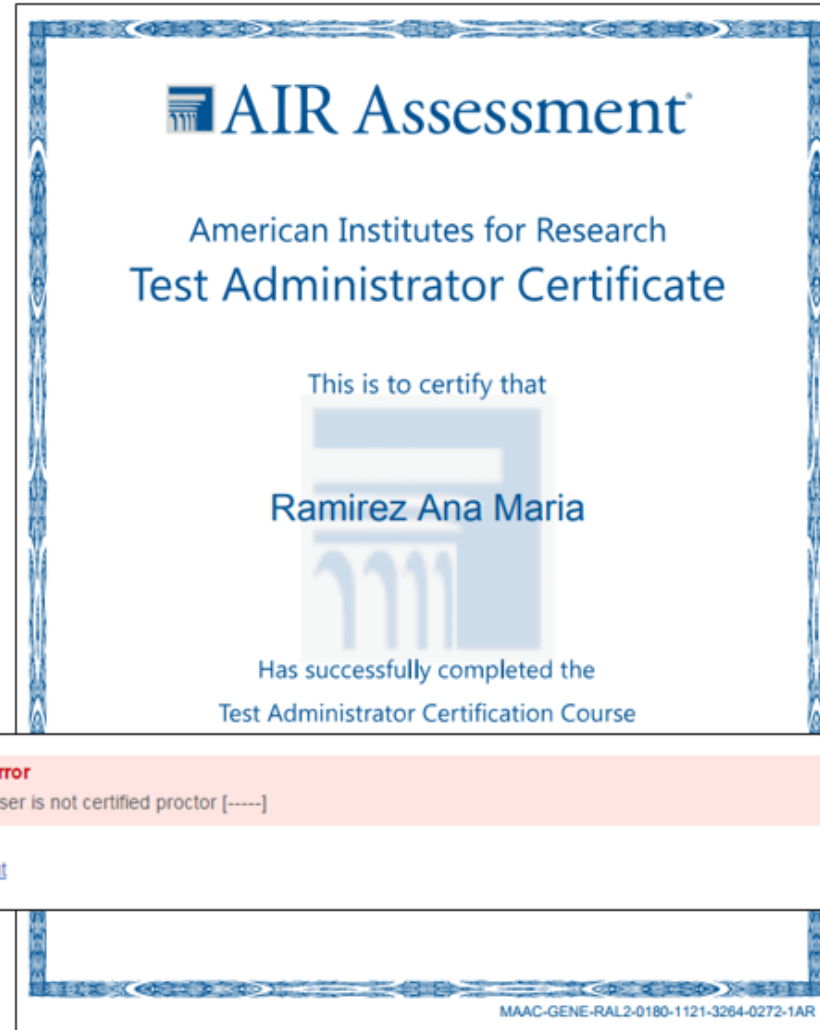 AIR Assessment®
American Institutes for Research
Test Administrator Certificate
This is to certify that
Ramirez Ana Maria
Has successfully completed the
Test Administrator Certification Course
rror
ser is not certified proctor [-----]
MAAC-GENE-RAL2-0180-1121-3264-0272-1AR